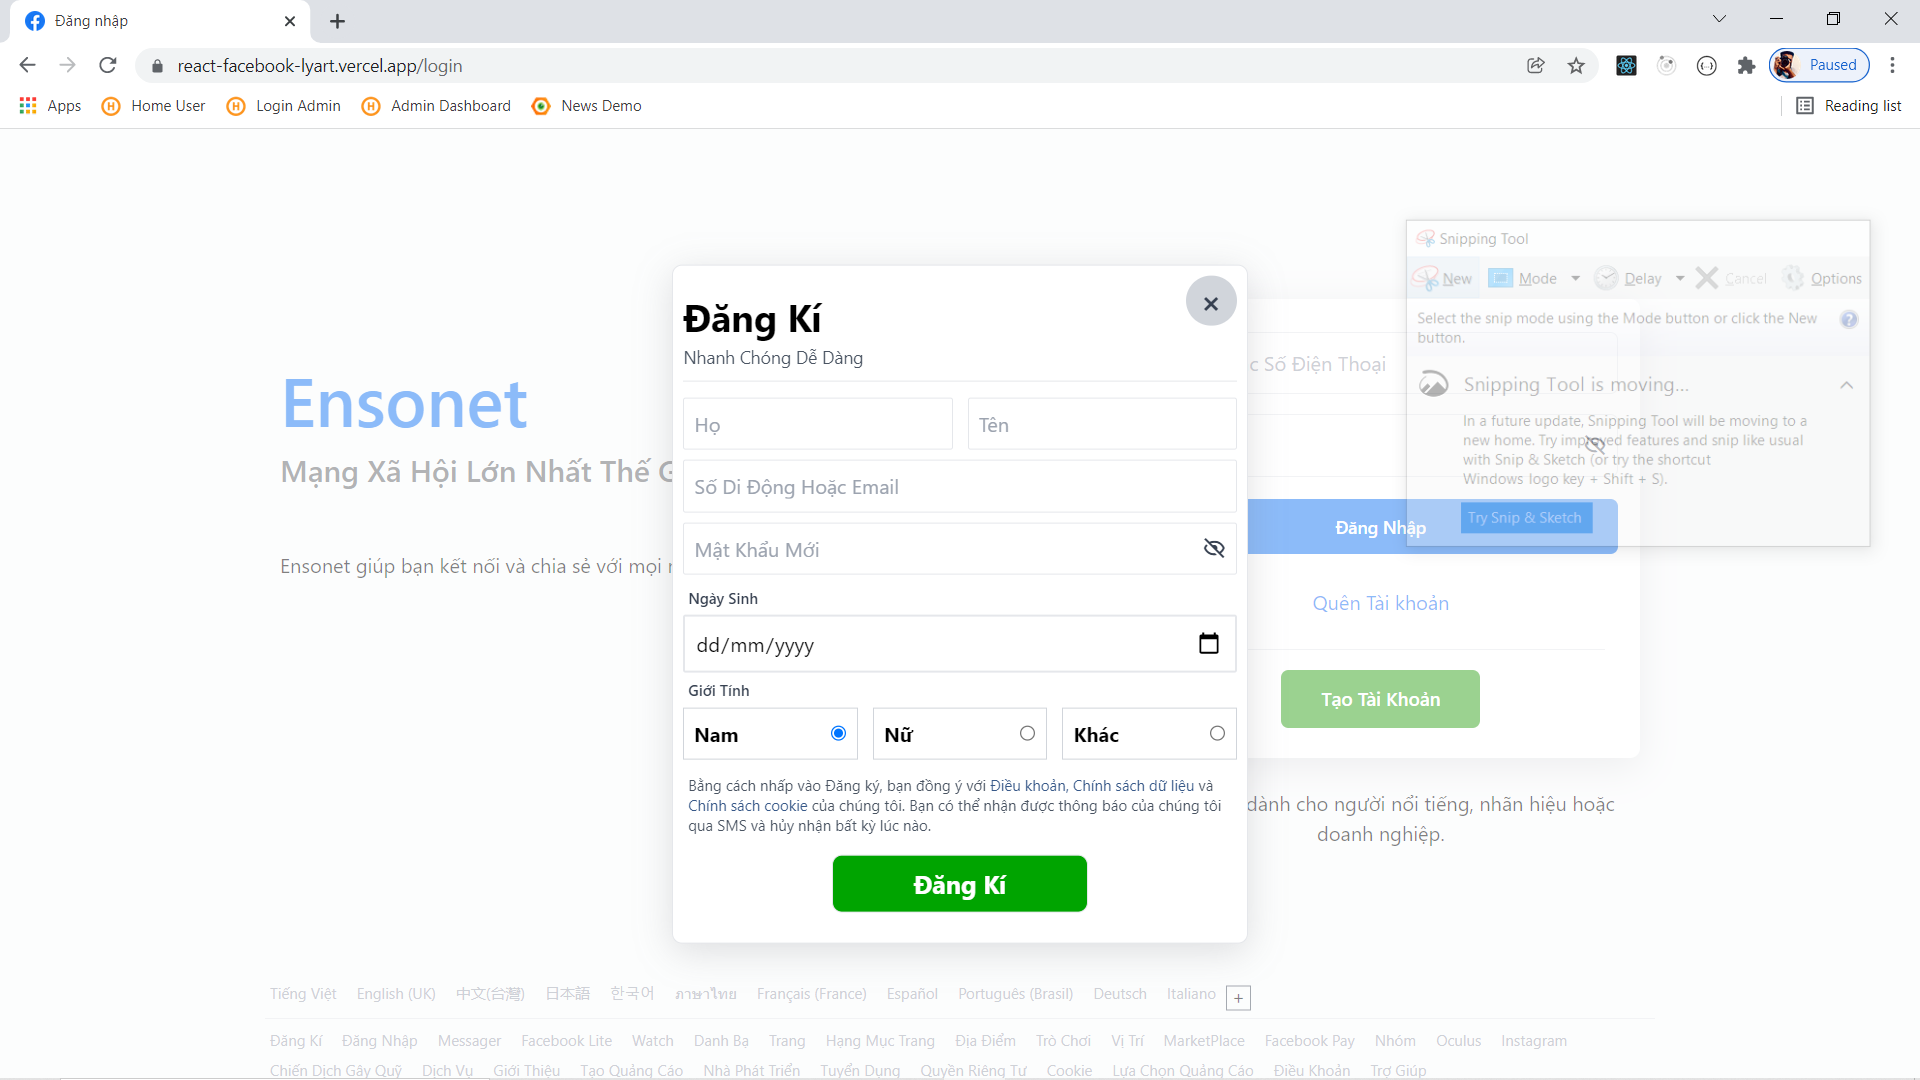 Đăng nhập
react-facebook-lyart.vercel.app/login
Paused
Apps
Home User
Login Admin
Admin Dashboard
News Demo
Reading list
Ensonet
Mạng Xã Hội Lớn Nhất Thế G
Ensonet giúp bạn kết nối và chia sẻ với mọi
Đăng Kí
Nhanh Chóng Dễ Dàng
Họ
Tên
Số Di Động Hoặc Email
Mật Khẩu Mới
Ngày Sinh
dd/mm/yyyy
Giới Tính
Nam
Nữ
Khác
Bằng cách nhấp vào Đăng ký, bạn đồng ý với Điều khoản, Chính sách dữ liệu và
Chính sách cookie của chúng tôi. Bạn có thể nhận được thông báo của chúng tôi
qua SMS và hủy nhận bất kỳ lúc nào.
Đăng Kí
Snipping Tool
New
Mode
Delay
Cancel
Options
Select the snip mode using the Mode button or click the New
button.
c Số Điện Thoại
Snipping Tool is moving...
In a future update, Snipping Tool will be moving to a
new home. Try improved features and snip like usual
with Snip & Sketch (or try the shortcut
Windows logo key + Shift + S).
Try Snip & Sketch
Đăng Nhập
Quên Tài khoản
Tạo Tài Khoản
dành cho người nổi tiếng, nhãn hiệu hoặc
doanh nghiệp.
Tiếng Việt English (UK) 中文(台灣) 日本語 한국어 ภาษาไทย Français (France) Español Português (Brasil) Deutsch Italiano +
Đăng Kí Đăng Nhập Messager Facebook Lite Watch Danh Bạ Trang Hạng Mục Trang Địa Điểm Trò Chơi Vị Trí MarketPlace Facebook Pay Nhóm Oculus Instagram
Chiến Dịch Gây Quỹ Dịch Vụ Giới Thiệu Tạo Quảng Cáo Nhà Phát Triển Tuyển Dụng Quyền Riêng Tư Cookie Lựa Chọn Quảng Cáo Điều Khoản Trợ Giúp